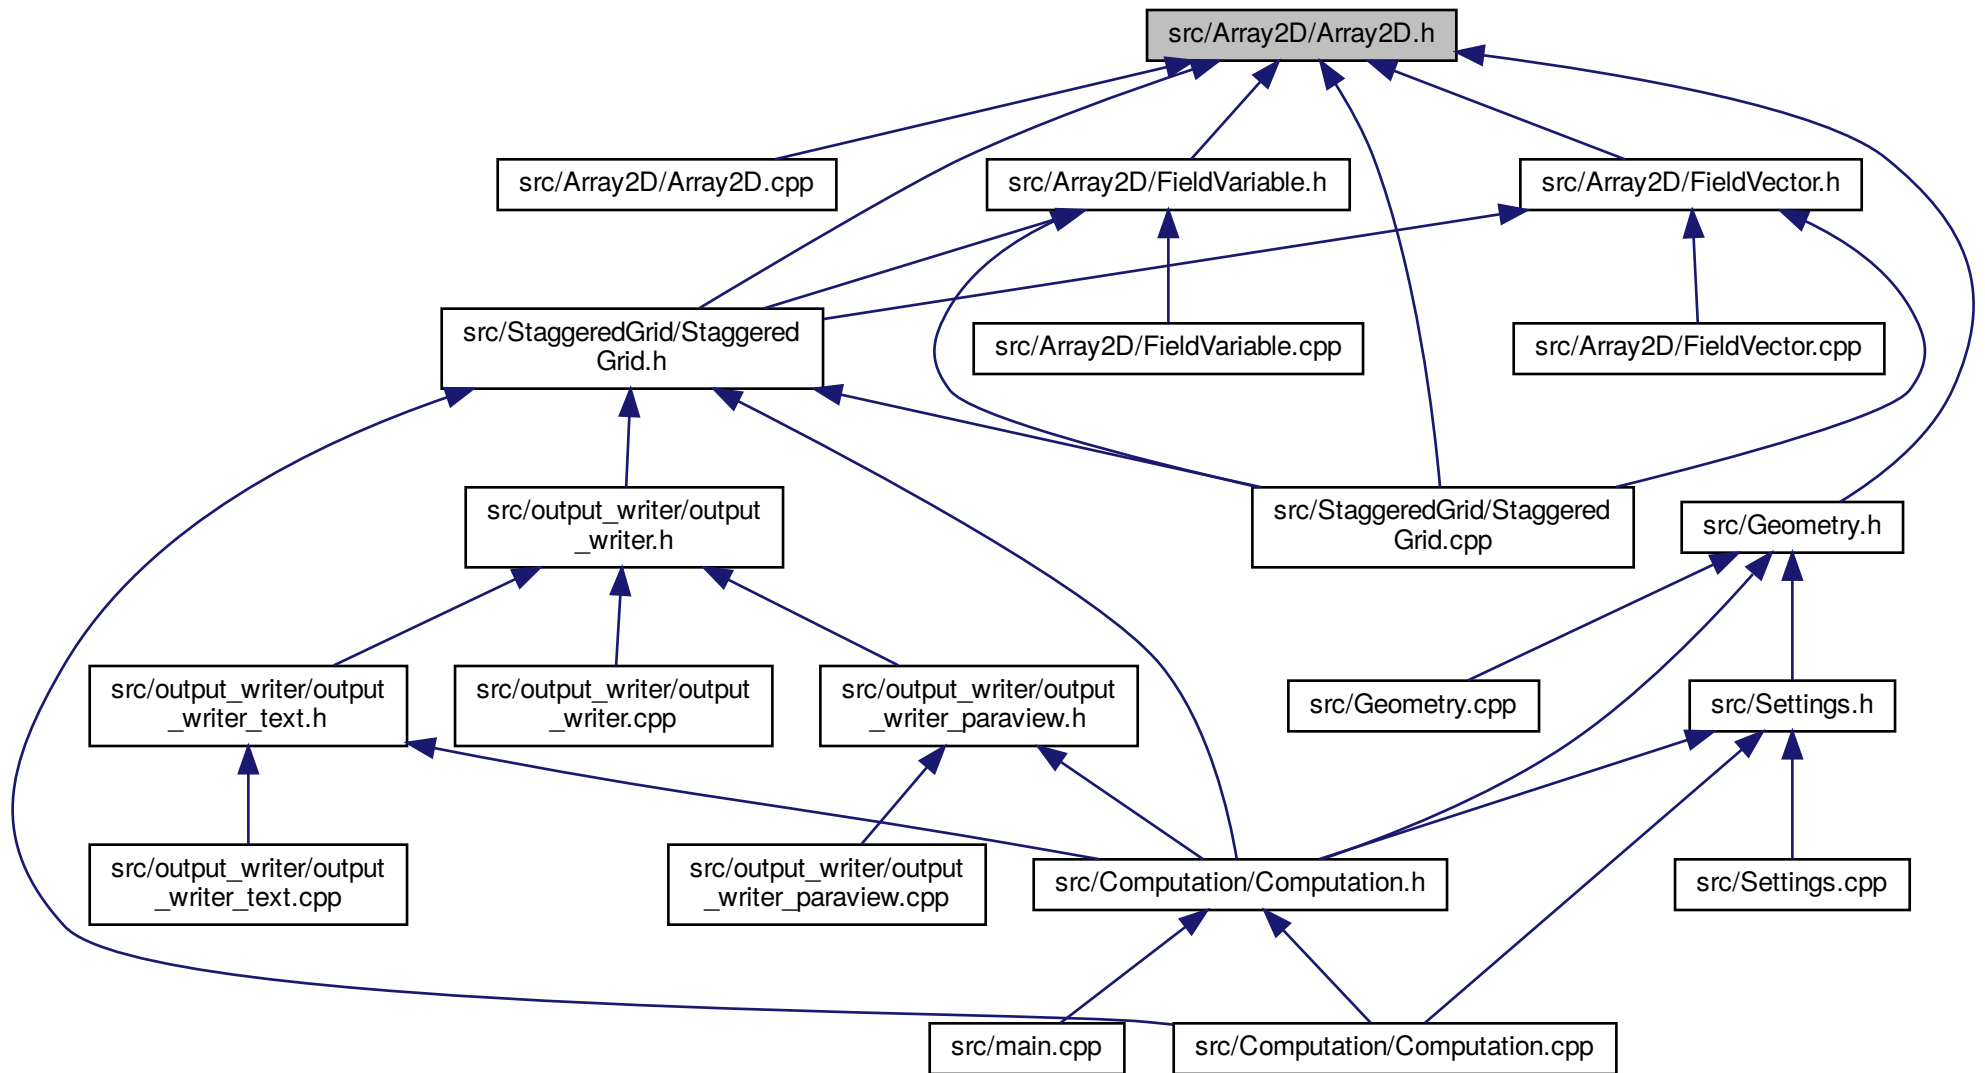 src/Array2D/Array2D.h
src/Array2D/Array2D.cpp
src/Array2D/FieldVariable.h
src/Array2D/FieldVector.h
src/StaggeredGrid/Staggered
Grid.h
src/Array2D/FieldVariable.cpp
src/Array2D/FieldVector.cpp
src/output_writer/output
_writer.h
src/StaggeredGrid/Staggered
Grid.cpp
src/Geometry.h
src/output_writer/output
_writer_text.h
src/output_writer/output
_writer.cpp
src/output_writer/output
_writer_paraview.h
src/Geometry.cpp
src/Settings.h
src/output_writer/output
_writer_text.cpp
src/output_writer/output
_writer_paraview.cpp
src/Computation/Computation.h
src/Settings.cpp
src/main.cpp
src/Computation/Computation.cpp